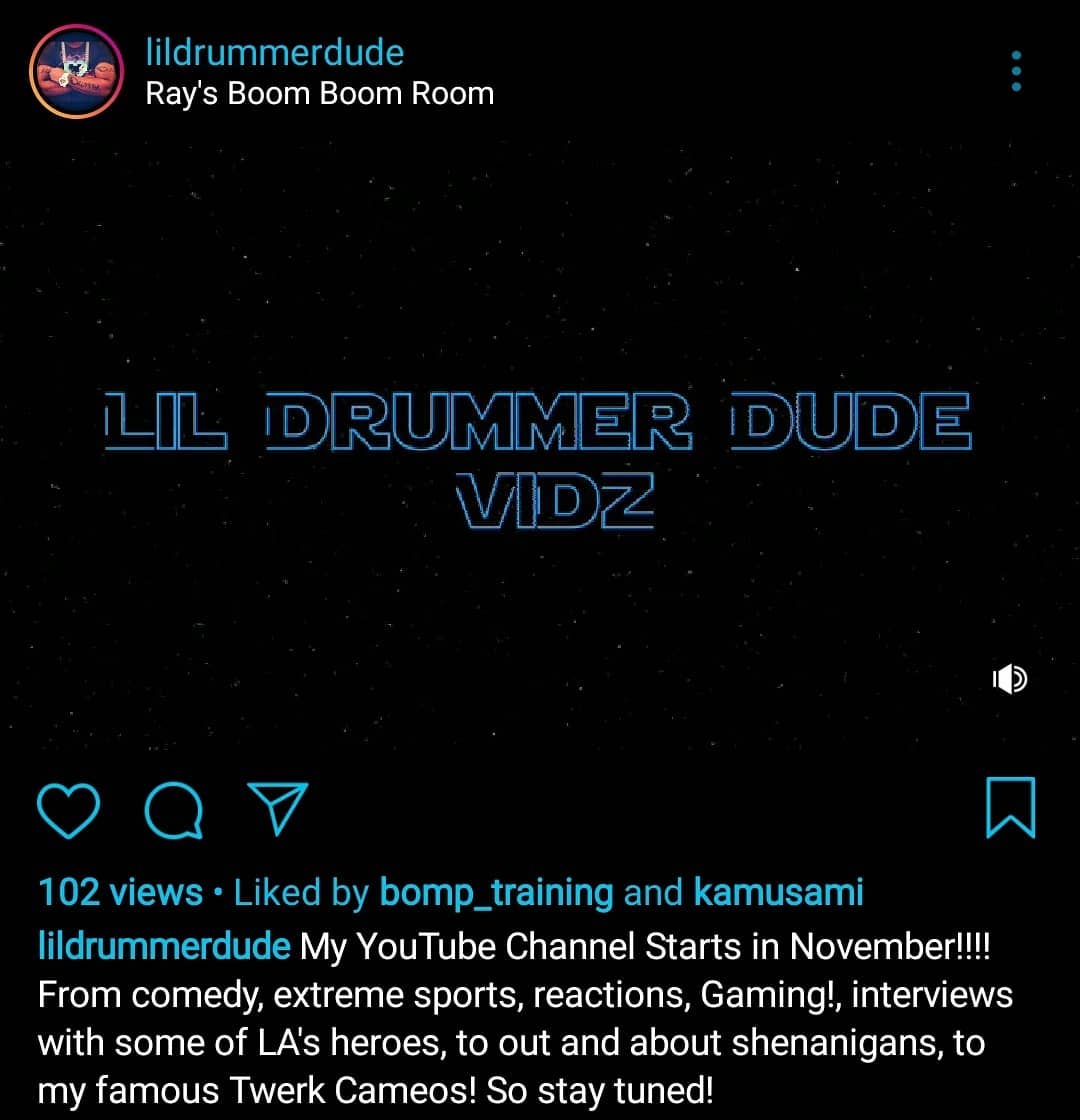 lildrummerdude
Ray's Boom Boom Room
LIL DRUMMER DUDE
VIDZ
102 views • Liked by bomp_training and kamusami
lildrummerdude My YouTube Channel Starts in November!!!!
From comedy, extreme sports, reactions, Gaming!, interviews
with some of LA's heroes, to out and about shenanigans, to
my famous Twerk Cameos! So stay tuned!